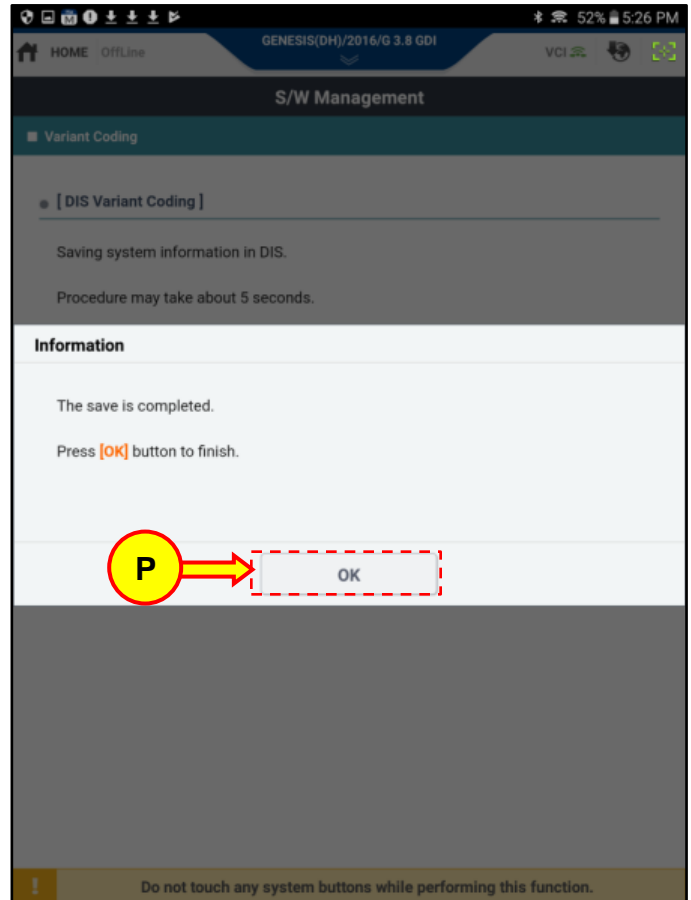 52% 5:26 PM
HOME OffLine GENESIS(DH)/2016/G 3.8 GDI VCI
S/W Management
Variant Coding
[ DIS Variant Coding ]
Saving system information in DIS.
Procedure may take about 5 seconds.
Information
The save is completed.
Press [OK] button to finish.
P
OK
! Do not touch any system buttons while performing this function.